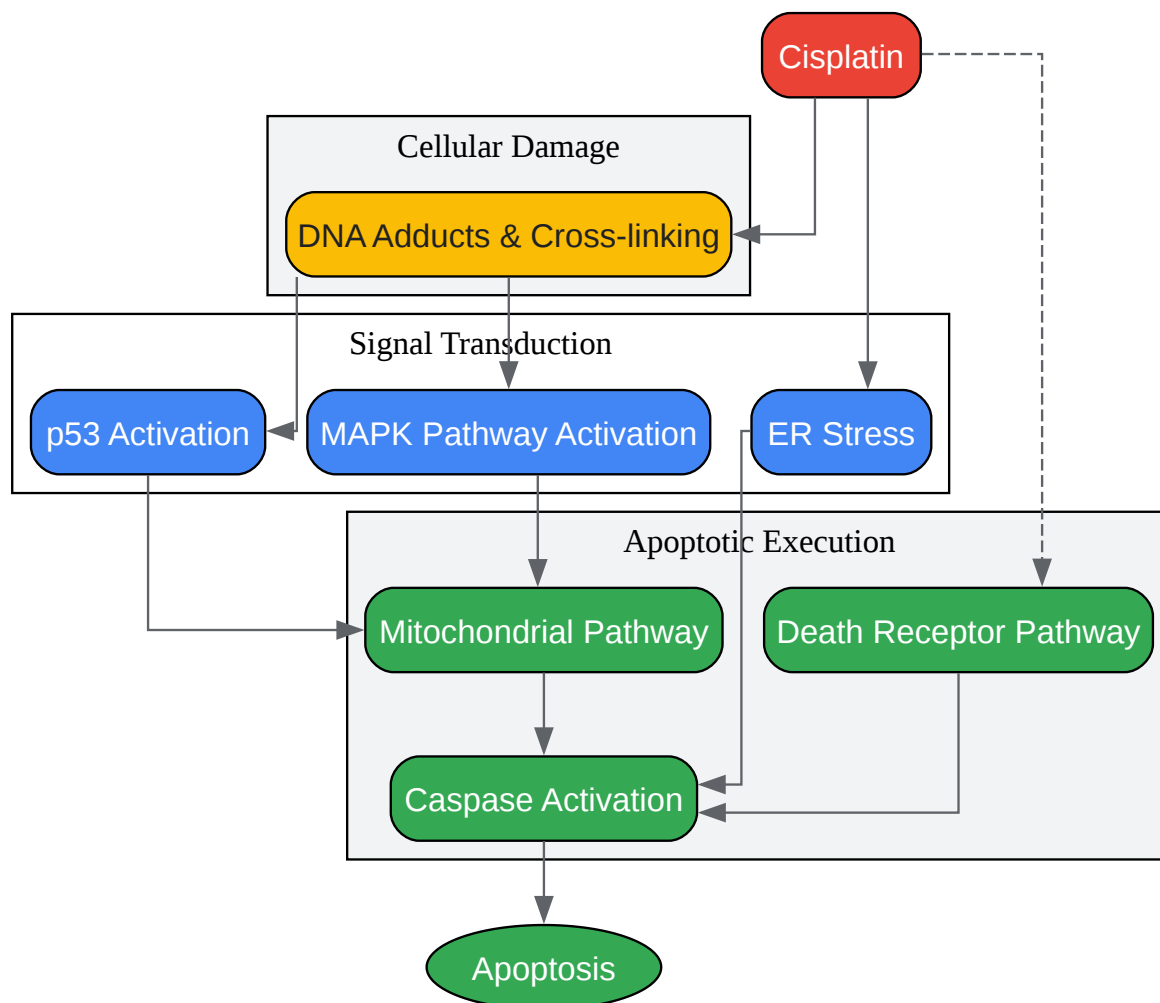 Cisplatin
Cellular Damage
DNA Adducts & Cross-linking
Signal Transduction
p53 Activation
MAPK Pathway Activation
ER Stress
Apoptotic Execution
Mitochondrial Pathway
Death Receptor Pathway
Caspase Activation
Apoptosis